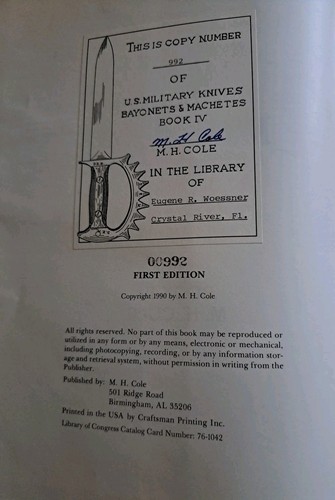 THIS IS COPY NUMBER
992
OF
U.S. MILITARY KNIVES
BAYONETS & MACHETES
BOOK IV
M. H. Cole
M. H. COLE
IN THE LIBRARY
OF
Eugene R. Woessner
Crystal River, Fl.
00992
FIRST EDITION
Copyright 1990 by M. H. Cole
All rights reserved. No part of this book may be reproduced or
utilized in any form or by any means, electronic or mechanical,
including photocopying, recording, or by any information stor-
age and retrieval system, without permission in writing from the
Publisher.
Published by: M. H. Cole
501 Ridge Road
Birmingham, AL 35206
Printed in the USA by Craftsman Printing Inc.
Library of Congress Catalog Card Number: 76-1042